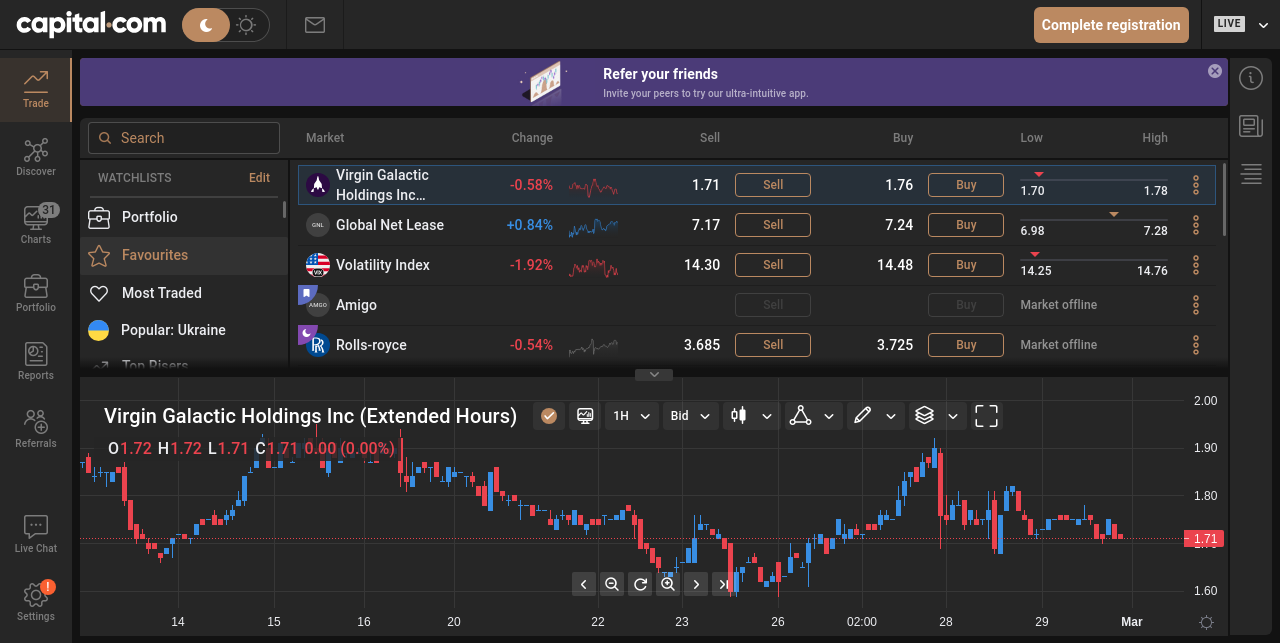 capital.com
Complete registration
LIVE
Refer your friends
Invite your peers to try our ultra-intuitive app.
Trade
Discover
31
Charts
Portfolio
Reports
Referrals
Live Chat
!
Settings
Search
Market Change Sell Buy Low High
WATCHLISTS Edit
Portfolio
Favourites
Most Traded
Popular: Ukraine
Top Risers
Virgin Galactic
Holdings Inc... -0.58% 1.71 Sell 1.76 Buy 1.70 1.78
GNL Global Net Lease +0.84% 7.17 Sell 7.24 Buy 6.98 7.28
VIX Volatility Index -1.92% 14.30 Sell 14.48 Buy 14.25 14.76
AMGO Amigo Sell Buy Market offline
Rolls-royce -0.54% 3.685 Sell 3.725 Buy Market offline
Virgin Galactic Holdings Inc (Extended Hours) 1H Bid
O1.72 H1.72 L1.71 C1.71 0.00 (0.00%)
2.00
1.90
1.80
1.71
1.60
14 15 16 20 22 23 26 02:00 28 29 Mar